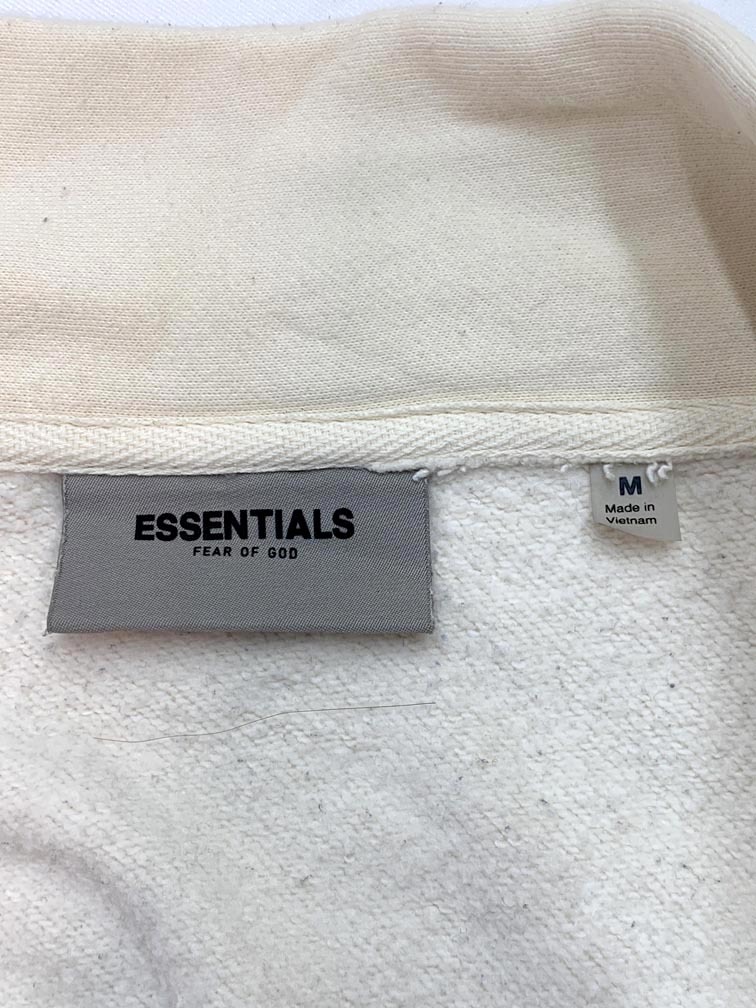 ESSENTIALS
FEAR OF GOD
M
Made in
Vietnam